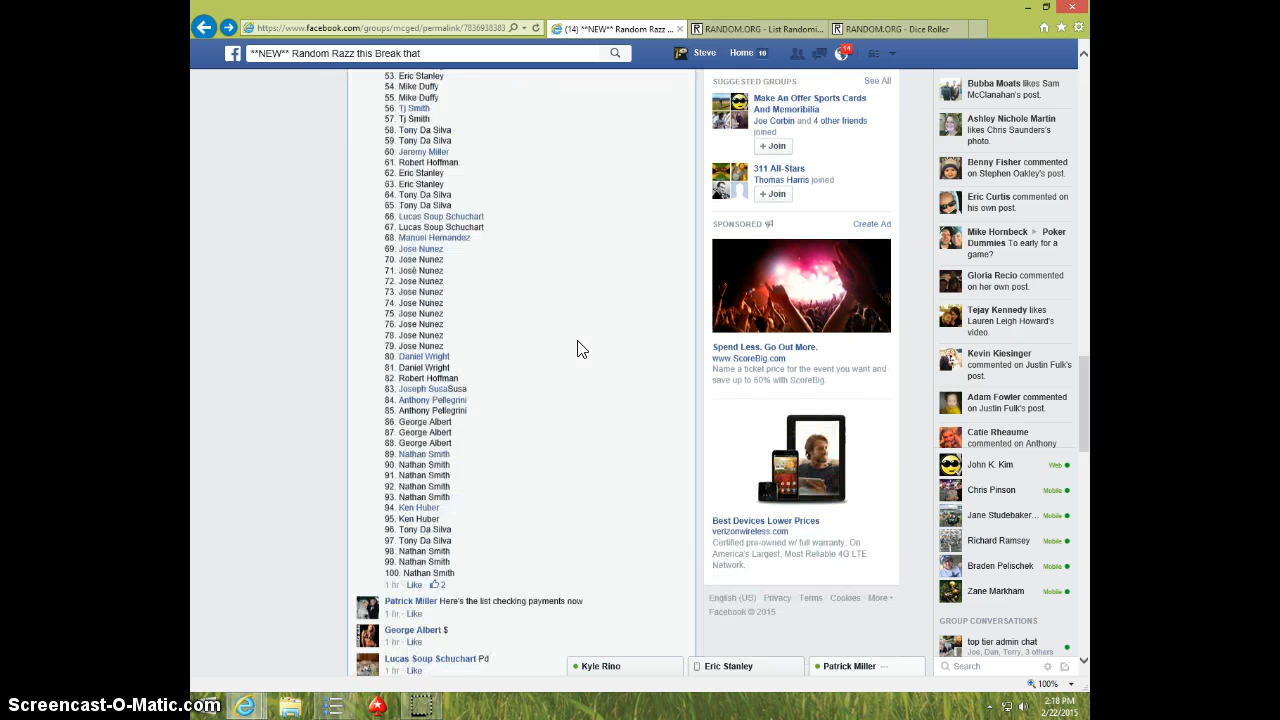 https://www.facebook.com/groups/mcged/permalink/7836938383
(14) **NEW** Random Razz ...
RANDOM.ORG - List Randomi...
RANDOM.ORG - Dice Roller
**NEW** Random Razz this Break that
Steve
Home 10
14
53. Eric Stanley
54. Mike Duffy
55. Mike Duffy
56. Tj Smith
57. Tj Smith
58. Tony Da Silva
59. Tony Da Silva
60. Jeremy Miller
61. Robert Hoffman
62. Eric Stanley
63. Eric Stanley
64. Tony Da Silva
65. Tony Da Silva
66. Lucas Soup Schuchart
67. Lucas Soup Schuchart
68. Manuel Hernandez
69. Jose Nunez
70. Jose Nunez
71. Josè Nunez
72. Jose Nunez
73. Jose Nunez
74. Jose Nunez
75. Jose Nunez
76. Jose Nunez
78. Jose Nunez
79. Jose Nunez
80. Daniel Wright
81. Daniel Wright
82. Robert Hoffman
83. Joseph SusaSusa
84. Anthony Pellegrini
85. Anthony Pellegrini
86. George Albert
87. George Albert
88. George Albert
89. Nathan Smith
90. Nathan Smith
91. Nathan Smith
92. Nathan Smith
93. Nathan Smith
94. Ken Huber
95. Ken Huber
96. Tony Da Silva
97. Tony Da Silva
98. Nathan Smith
99. Nathan Smith
100. Nathan Smith
1 hr · Like · 2
Patrick Miller Here's the list checking payments now
1 hr · Like
George Albert $
1 hr · Like
Lucas Soup Schuchart Pd
1 hr · Like
SUGGESTED GROUPS See All
Make An Offer Sports Cards
And Memoribilia
Joe Corbin and 4 other friends
joined
+ Join
311 All-Stars
Thomas Harris joined
+ Join
SPONSORED Create Ad
Spend Less. Go Out More.
www.ScoreBig.com
Name a ticket price for the event you want and
save up to 60% with ScoreBig.
Best Devices Lower Prices
verizonwireless.com
Certified pre-owned w/ full warranty. On
America's Largest, Most Reliable 4G LTE
Network.
English (US) · Privacy · Terms · Cookies · More
Facebook © 2015
Bubba Moats likes Sam
McClanahan's post.
Ashley Nichole Martin
likes Chris Saunders's
photo.
Benny Fisher commented
on Stephen Oakley's post.
Eric Curtis commented on
his own post.
Mike Hornbeck ▸ Poker
Dummies To early for a
game?
Gloria Recio commented
on her own post.
Tejay Kennedy likes
Lauren Leigh Howard's
video.
Kevin Kiesinger
commented on Justin Fulk's
post.
Adam Fowler commented
on Justin Fulk's post.
Catie Rheaume
commented on Anthony
John K. Kim Web
Chris Pinson Mobile
Jane Studebaker... Mobile
Richard Ramsey Mobile
Braden Pelischek Mobile
Zane Markham Mobile
GROUP CONVERSATIONS
top tier admin chat
Joe, Dan, Terry, 3 others
Search
Kyle Rino
Eric Stanley
Patrick Miller
100%
2:18 PM
2/22/2015
Screencast-O-Matic.com